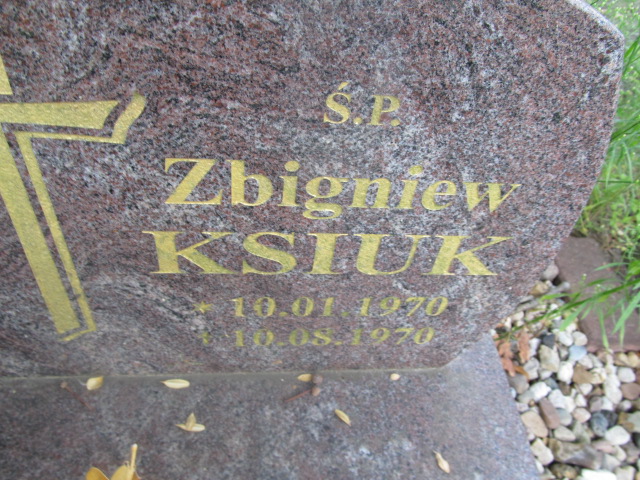 Ś.P.
Zbigniew
KSIUK
* 10.01.1970
† 10.08.1970